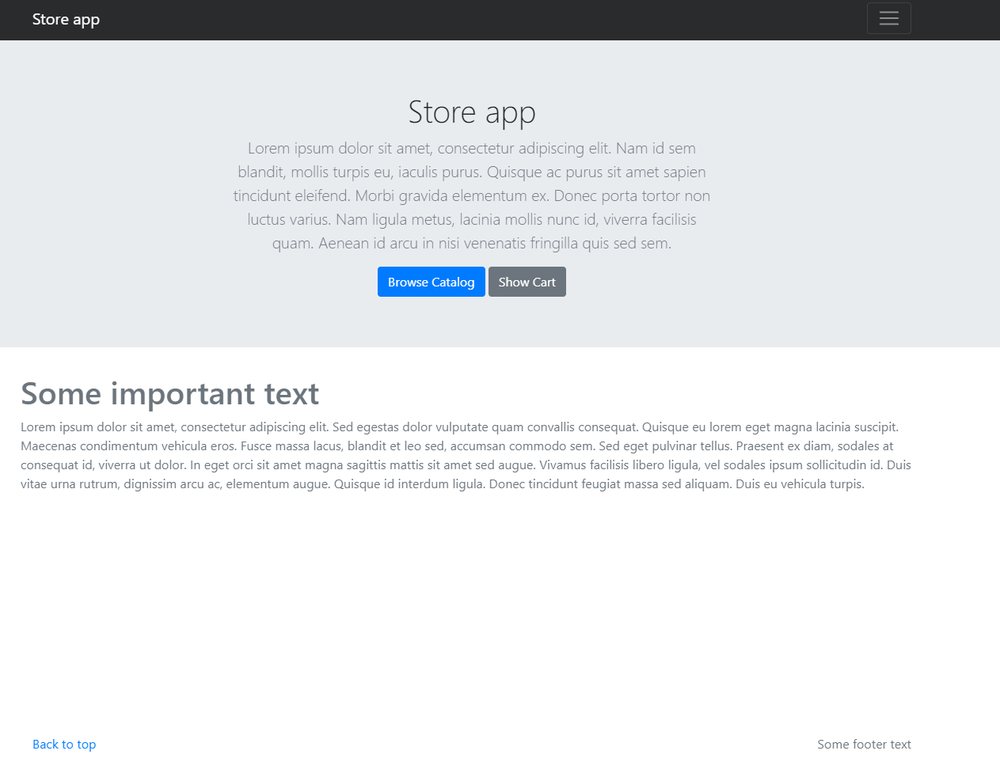 Store app
Store app
Lorem ipsum dolor sit amet, consectetur adipiscing elit. Nam id sem
blandit, mollis turpis eu, iaculis purus. Quisque ac purus sit amet sapien
tincidunt eleifend. Morbi gravida elementum ex. Donec porta tortor non
luctus varius. Nam ligula metus, lacinia mollis nunc id, viverra facilisis
quam. Aenean id arcu in nisi venenatis fringilla quis sed sem.
Browse Catalog Show Cart
Some important text
Lorem ipsum dolor sit amet, consectetur adipiscing elit. Sed egestas dolor vulputate quam convallis consequat. Quisque eu lorem eget magna lacinia suscipit.
Maecenas condimentum vehicula eros. Fusce massa lacus, blandit et leo sed, accumsan commodo sem. Sed eget pulvinar tellus. Praesent ex diam, sodales at
consequat id, viverra ut dolor. In eget orci sit amet magna sagittis mattis sit amet sed augue. Vivamus facilisis libero ligula, vel sodales ipsum sollicitudin id. Duis
vitae urna rutrum, dignissim arcu ac, elementum augue. Quisque id interdum ligula. Donec tincidunt feugiat massa sed aliquam. Duis eu vehicula turpis.
Back to top Some footer text